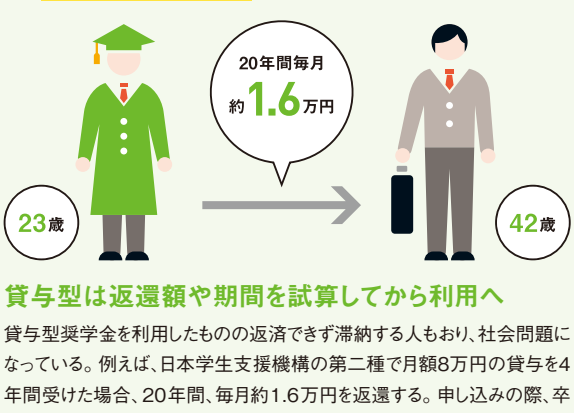 20年間毎月
約1.6万円
23歳
42歳
貸与型は返還額や期間を試算してから利用へ
貸与型奨学金を利用したものの返済できず滞納する人もおり、社会問題に
なっている。例えば、日本学生支援機構の第二種で月額8万円の貸与を4
年間受けた場合、20年間、毎月約1.6万円を返還する。申し込みの際、卒